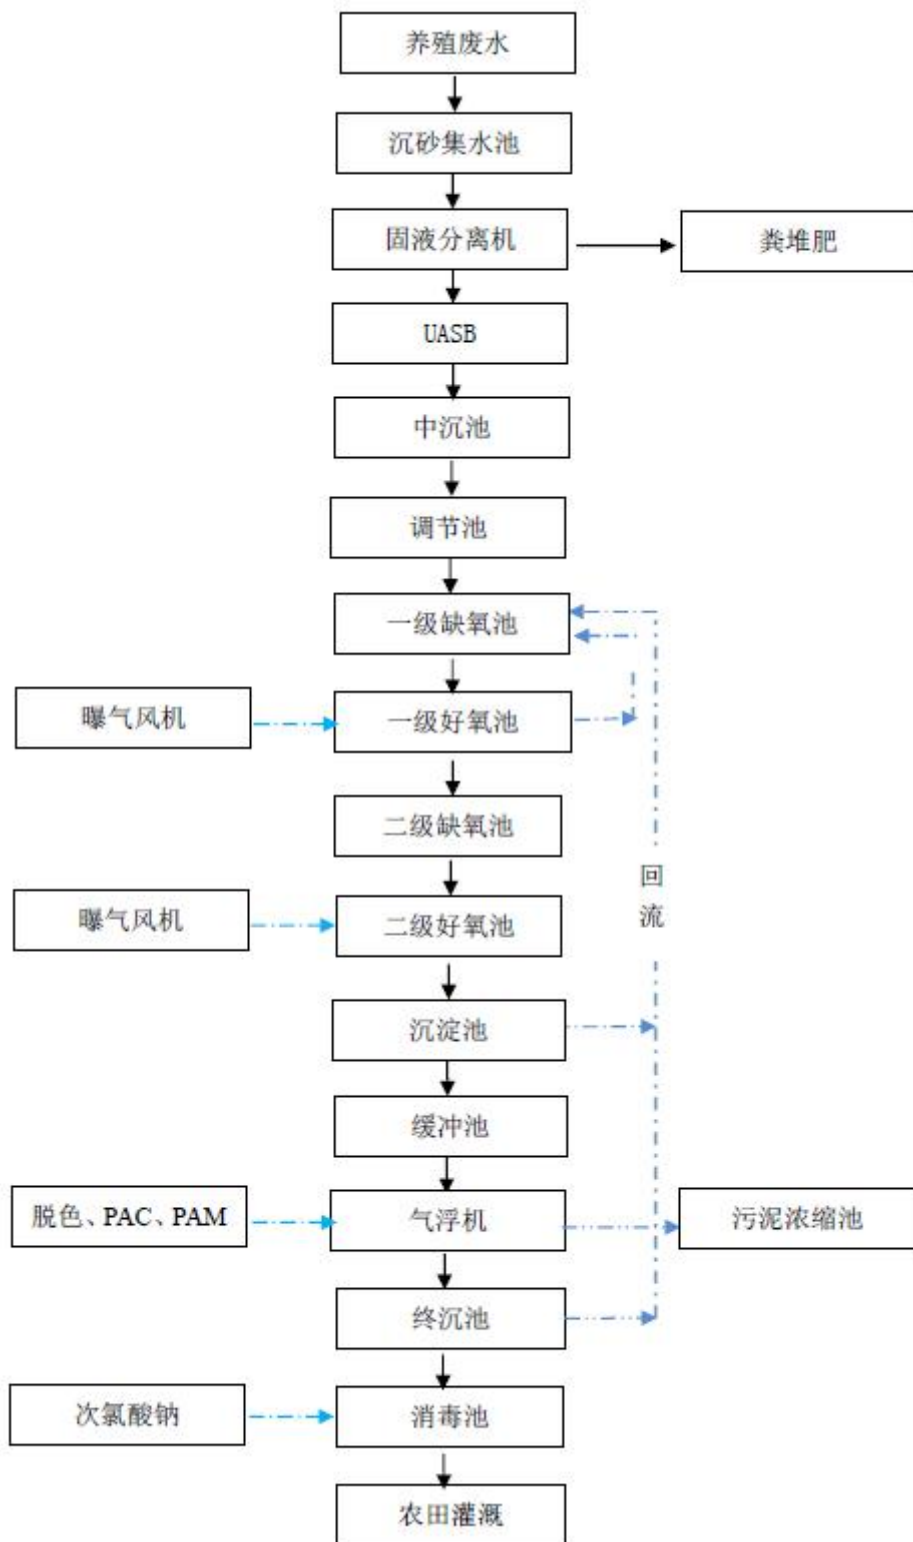 养殖废水
沉砂集水池
固液分离机
粪堆肥
UASB
中沉池
调节池
一级缺氧池
曝气风机
一级好氧池
二级缺氧池
回
流
曝气风机
二级好氧池
沉淀池
缓冲池
脱色、PAC、PAM
气浮机
污泥浓缩池
终沉池
次氯酸钠
消毒池
农田灌溉